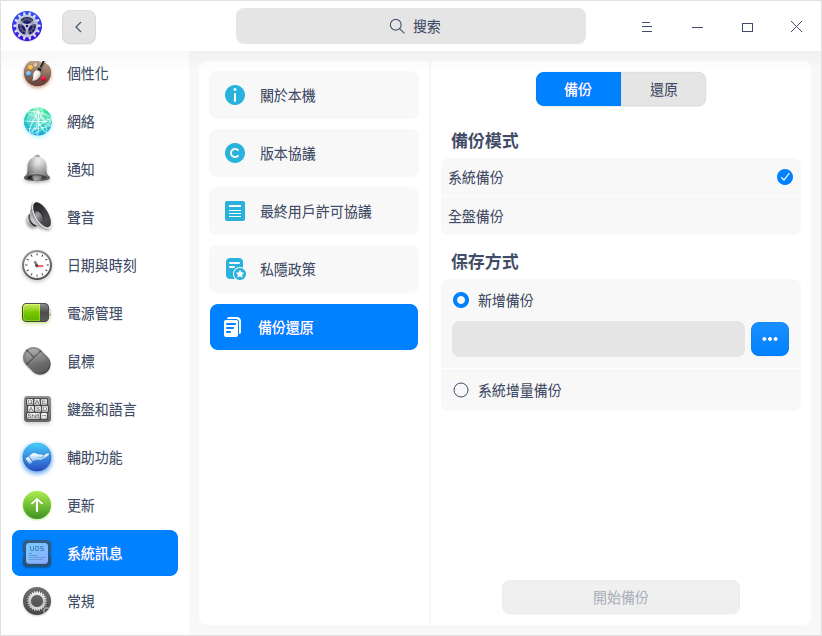 搜索
個性化
網絡
通知
聲音
日期與時刻
電源管理
鼠標
鍵盤和語言
輔助功能
更新
UOS
系統訊息
常規
關於本機
版本協議
最終用戶許可協議
私隱政策
備份還原
備份
還原
備份模式
系統備份
全盤備份
保存方式
新增備份
系統增量備份
開始備份